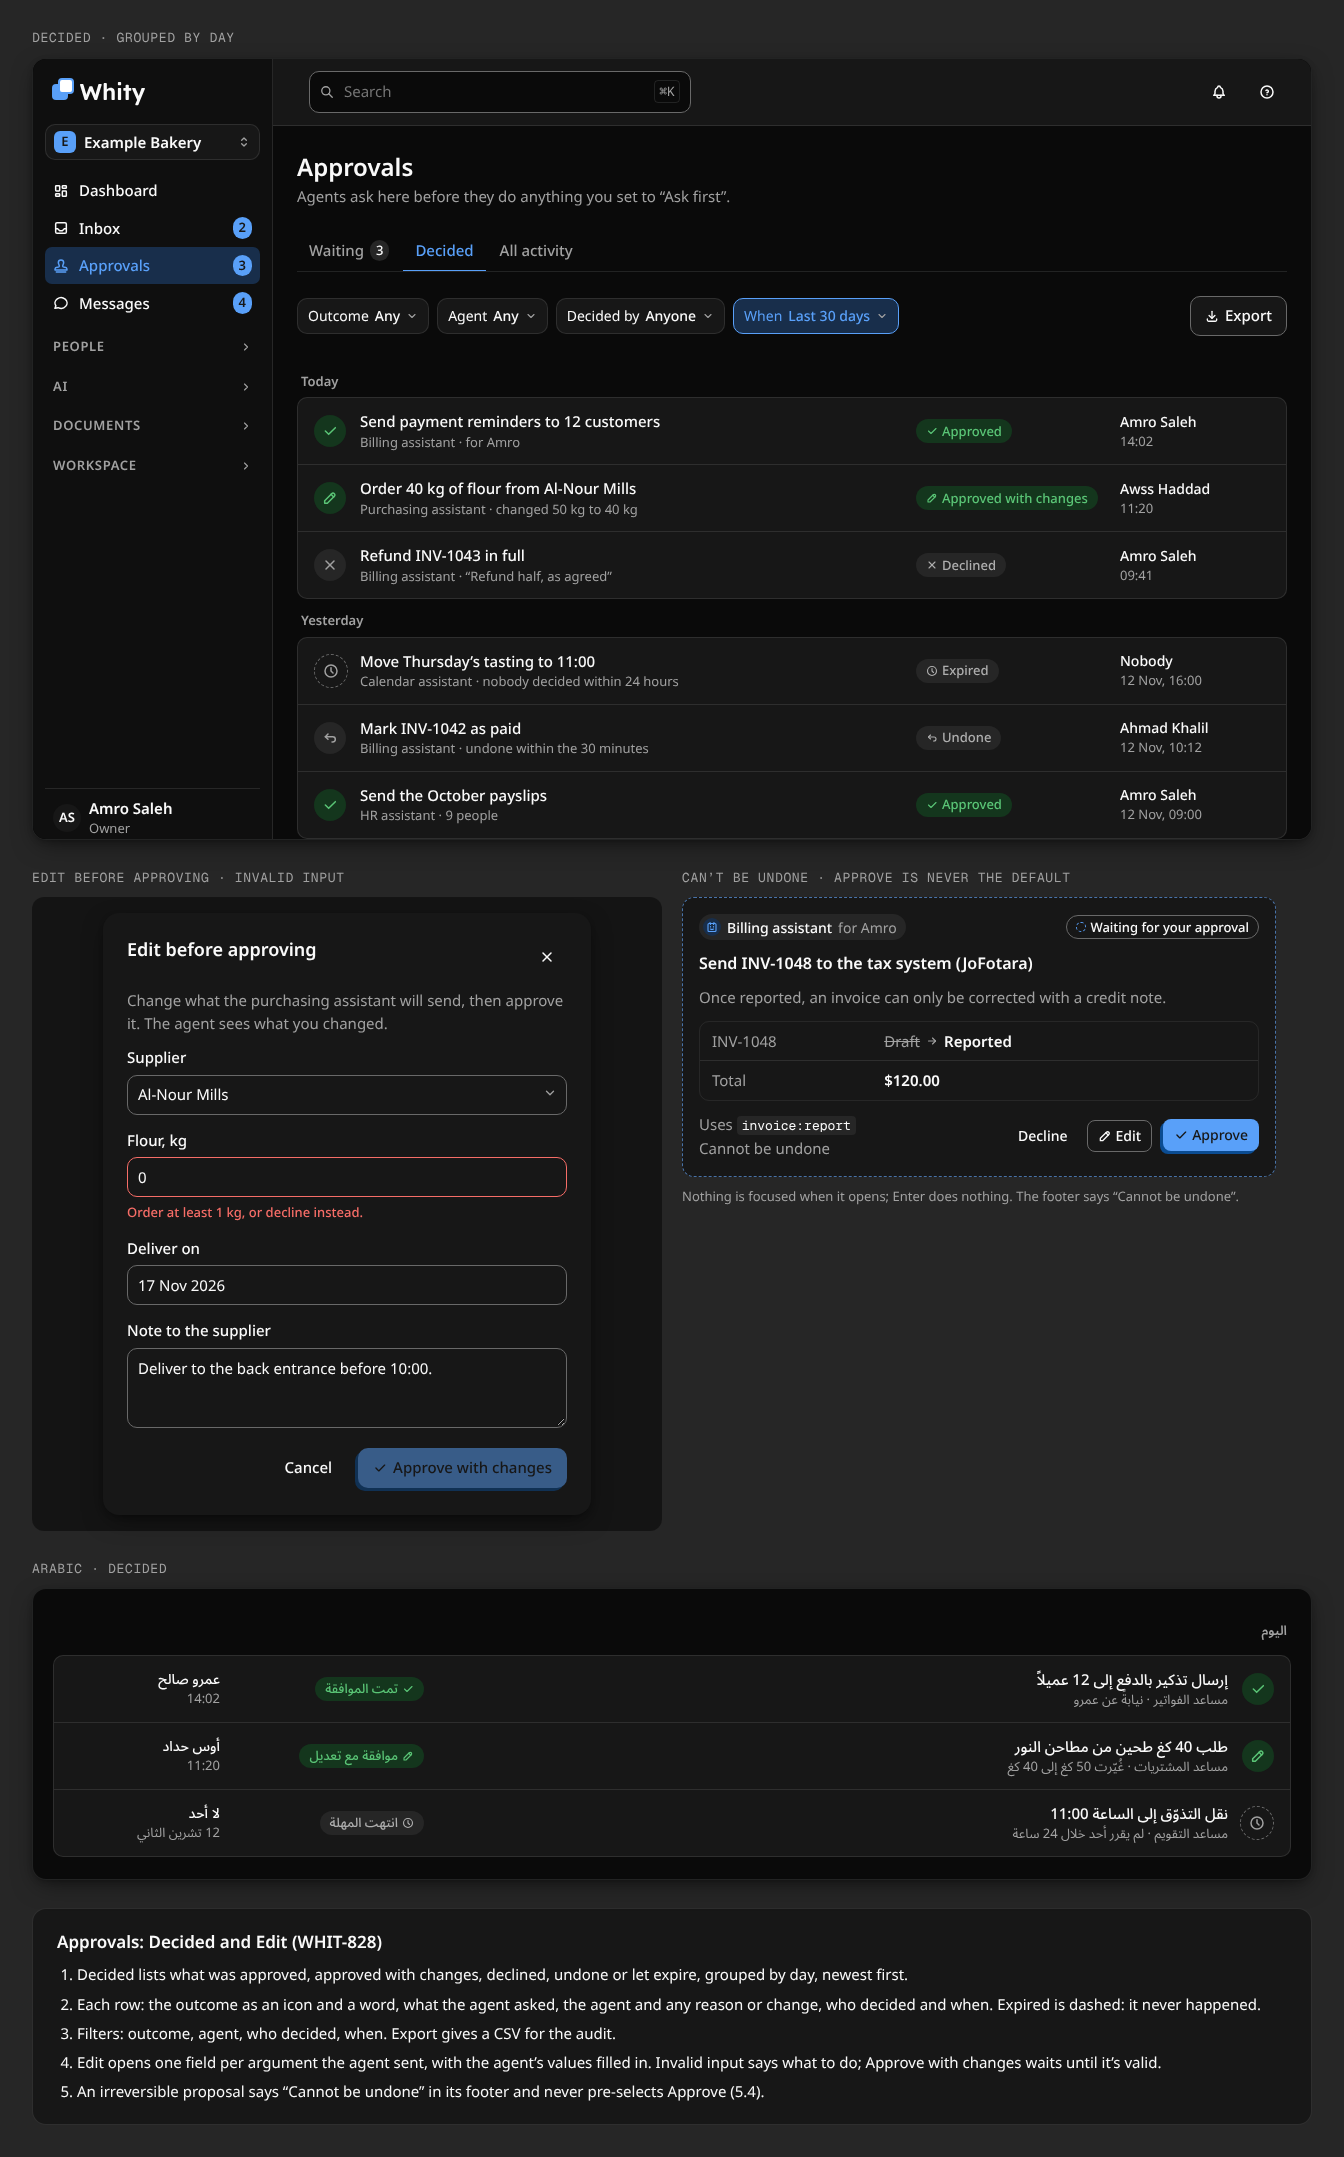 DECIDED · GROUPED BY DAY
Whity
Search
⌘K
E Example Bakery
Dashboard
Inbox 2
Approvals 3
Messages 4
PEOPLE
AI
DOCUMENTS
WORKSPACE
AS Amro Saleh
Owner
Approvals
Agents ask here before they do anything you set to “Ask first”.
Waiting 3 Decided All activity
Outcome Any Agent Any Decided by Anyone When Last 30 days Export
Today
Send payment reminders to 12 customers
Billing assistant · for Amro
Approved
Amro Saleh
14:02
Order 40 kg of flour from Al-Nour Mills
Purchasing assistant · changed 50 kg to 40 kg
Approved with changes
Awss Haddad
11:20
Refund INV-1043 in full
Billing assistant · “Refund half, as agreed”
Declined
Amro Saleh
09:41
Yesterday
Move Thursday’s tasting to 11:00
Calendar assistant · nobody decided within 24 hours
Expired
Nobody
12 Nov, 16:00
Mark INV-1042 as paid
Billing assistant · undone within the 30 minutes
Undone
Ahmad Khalil
12 Nov, 10:12
Send the October payslips
HR assistant · 9 people
Approved
Amro Saleh
12 Nov, 09:00
EDIT BEFORE APPROVING · INVALID INPUT
Edit before approving
Change what the purchasing assistant will send, then approve
it. The agent sees what you changed.
Supplier
Al-Nour Mills
Flour, kg
0
Order at least 1 kg, or decline instead.
Deliver on
17 Nov 2026
Note to the supplier
Deliver to the back entrance before 10:00.
Cancel Approve with changes
CAN’T BE UNDONE · APPROVE IS NEVER THE DEFAULT
Billing assistant for Amro
Waiting for your approval
Send INV-1048 to the tax system (JoFotara)
Once reported, an invoice can only be corrected with a credit note.
INV-1048 Draft → Reported
Total $120.00
Uses invoice:report
Cannot be undone
Decline Edit Approve
Nothing is focused when it opens; Enter does nothing. The footer says “Cannot be undone”.
ARABIC · DECIDED
اليوم
إرسال تذكير بالدفع إلى 12 عميلاً
مساعد الفواتير · نيابةً عن عمرو
تمت الموافقة
عمرو صالح
14:02
طلب 40 كغ طحين من مطاحن النور
مساعد المشتريات · غُيّرت 50 كغ إلى 40 كغ
موافقة مع تعديل
أوس حداد
11:20
نقل التذوّق إلى الساعة 11:00
مساعد التقويم · لم يقرر أحد خلال 24 ساعة
انتهت المهلة
لا أحد
12 تشرين الثاني
Approvals: Decided and Edit (WHIT-828)
1. Decided lists what was approved, approved with changes, declined, undone or let expire, grouped by day, newest first.
2. Each row: the outcome as an icon and a word, what the agent asked, the agent and any reason or change, who decided and when. Expired is dashed: it never happened.
3. Filters: outcome, agent, who decided, when. Export gives a CSV for the audit.
4. Edit opens one field per argument the agent sent, with the agent’s values filled in. Invalid input says what to do; Approve with changes waits until it’s valid.
5. An irreversible proposal says “Cannot be undone” in its footer and never pre-selects Approve (5.4).